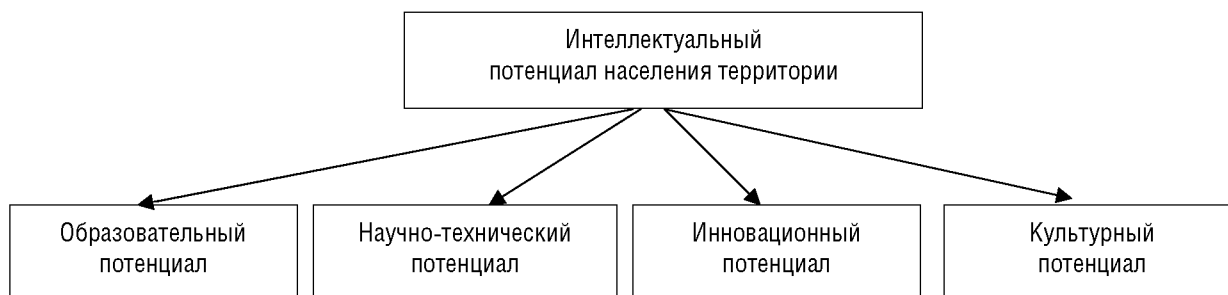 Интеллектуальный
потенциал населения территории
Образовательный
потенциал
Научно-технический
потенциал
Инновационный
потенциал
Культурный
потенциал